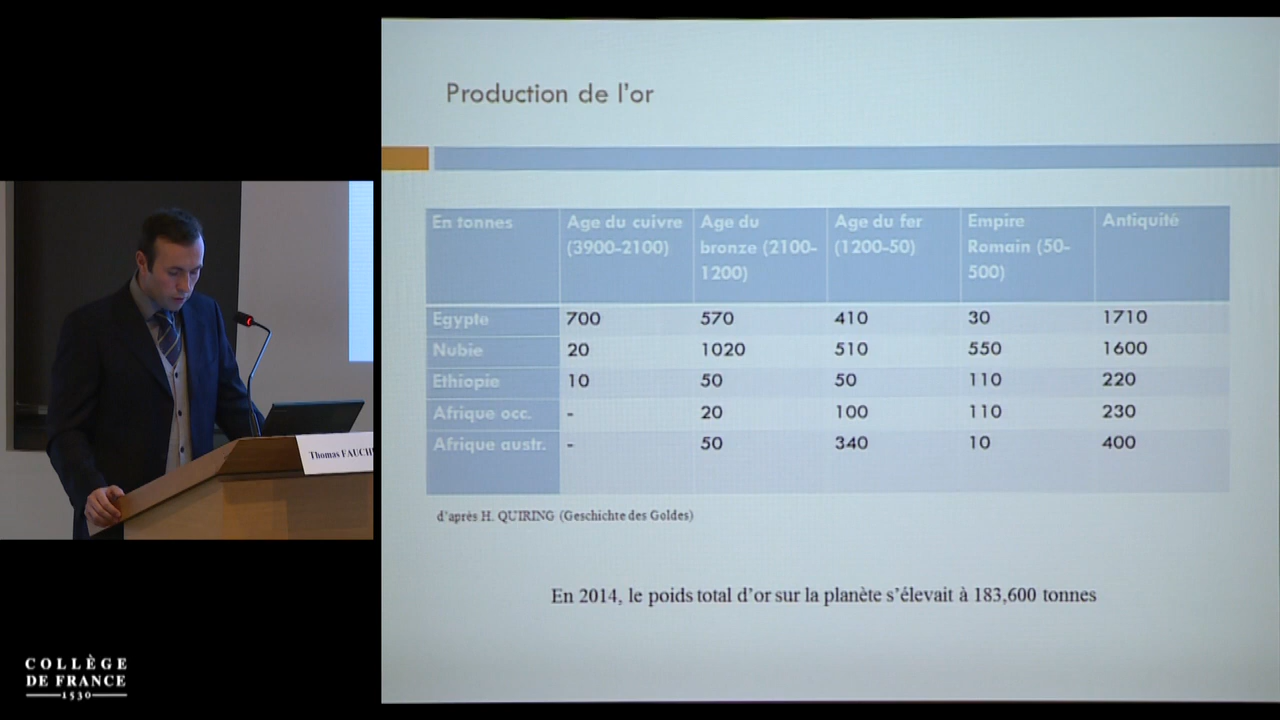 Production de l'or
En tonnes Age du cuivre (3900-2100) Age du bronze (2100-1200) Age du fer (1200-50) Empire Romain (50-500) Antiquité
Egypte 700 570 410 30 1710
Nubie 20 1020 510 550 1600
Ethiopie 10 50 50 110 220
Afrique occ. - 20 100 110 230
Afrique austr. - 50 340 10 400
d'après H. QUIRING (Geschichte des Goldes)
En 2014, le poids total d'or sur la planète s'élevait à 183,600 tonnes
Thomas FAUCH
COLLÈGE
DE FRANCE
1530